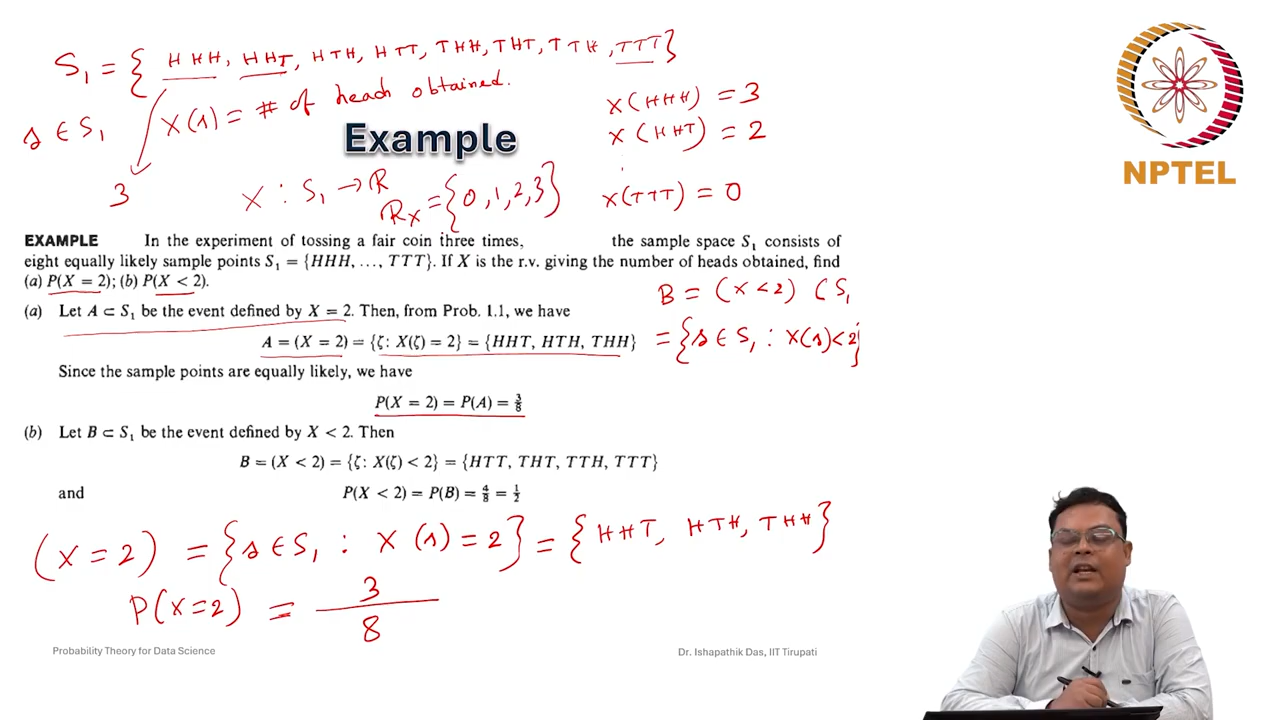 S₁ = { HHH, HHT, HTH, HTT, THH, THT, TTH, TTT }
s ∈ S₁ X(s) = # of heads obtained.
X(HHH) = 3
X(HHT) = 2
Example
3 X : S₁ → R
R_X = {0, 1, 2, 3}
X(TTT) = 0
NPTEL
EXAMPLE In the experiment of tossing a fair coin three times, the sample space S₁ consists of
eight equally likely sample points S₁ = {HHH, ..., TTT}. If X is the r.v. giving the number of heads obtained, find
(a) P(X = 2); (b) P(X < 2).
B = (X < 2) ⊂ S₁
(a) Let A ⊂ S₁ be the event defined by X = 2. Then, from Prob. 1.1, we have
A = (X = 2) = {ζ: X(ζ) = 2} = {HHT, HTH, THH}
= {s ∈ S₁ : X(s) < 2}
Since the sample points are equally likely, we have
P(X = 2) = P(A) = 3/8
(b) Let B ⊂ S₁ be the event defined by X < 2. Then
B = (X < 2) = {ζ: X(ζ) < 2} = {HTT, THT, TTH, TTT}
and P(X < 2) = P(B) = 4/8 = 1/2
(X = 2) = {s ∈ S₁ : X(s) = 2} = {HHT, HTH, THH}
P(X=2) = 3/8
Probability Theory for Data Science Dr. Ishapathik Das, IIT Tirupati